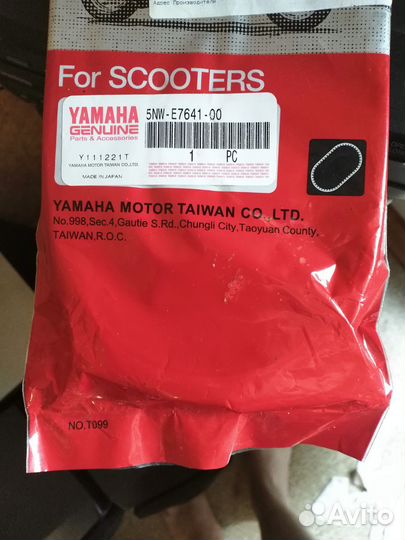 Адрес Производителя
For SCOOTERS
YAMAHA
GENUINE
Parts & Accessories
5NW-E7641-00
Y111221T
1 PC
YAMAHA MOTOR TAIWAN CO.,LTD.
MADE IN JAPAN
YAMAHA MOTOR TAIWAN CO.,LTD.
No.998,Sec.4,Gautie S.Rd.,Chungli City,Taoyuan County,
TAIWAN,R.O.C.
NO.T099
Avito